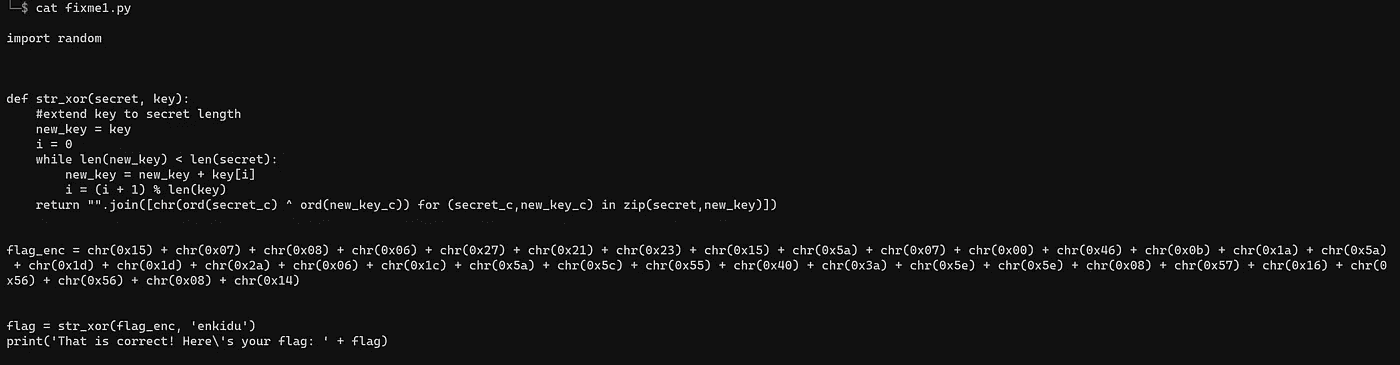 └─$ cat fixme1.py
import random
def str_xor(secret, key):
    #extend key to secret length
    new_key = key
    i = 0
    while len(new_key) < len(secret):
        new_key = new_key + key[i]
        i = (i + 1) % len(key)
    return "".join([chr(ord(secret_c) ^ ord(new_key_c)) for (secret_c,new_key_c) in zip(secret,new_key)])
flag_enc = chr(0x15) + chr(0x07) + chr(0x08) + chr(0x06) + chr(0x27) + chr(0x21) + chr(0x23) + chr(0x15) + chr(0x5a) + chr(0x07) + chr(0x00) + chr(0x46) + chr(0x0b) + chr(0x1a) + chr(0x5a)
 + chr(0x1d) + chr(0x1d) + chr(0x2a) + chr(0x06) + chr(0x1c) + chr(0x5a) + chr(0x5c) + chr(0x55) + chr(0x40) + chr(0x3a) + chr(0x5e) + chr(0x5e) + chr(0x08) + chr(0x57) + chr(0x16) + chr(0
x56) + chr(0x56) + chr(0x08) + chr(0x14)
flag = str_xor(flag_enc, 'enkidu')
print('That is correct! Here\'s your flag: ' + flag)